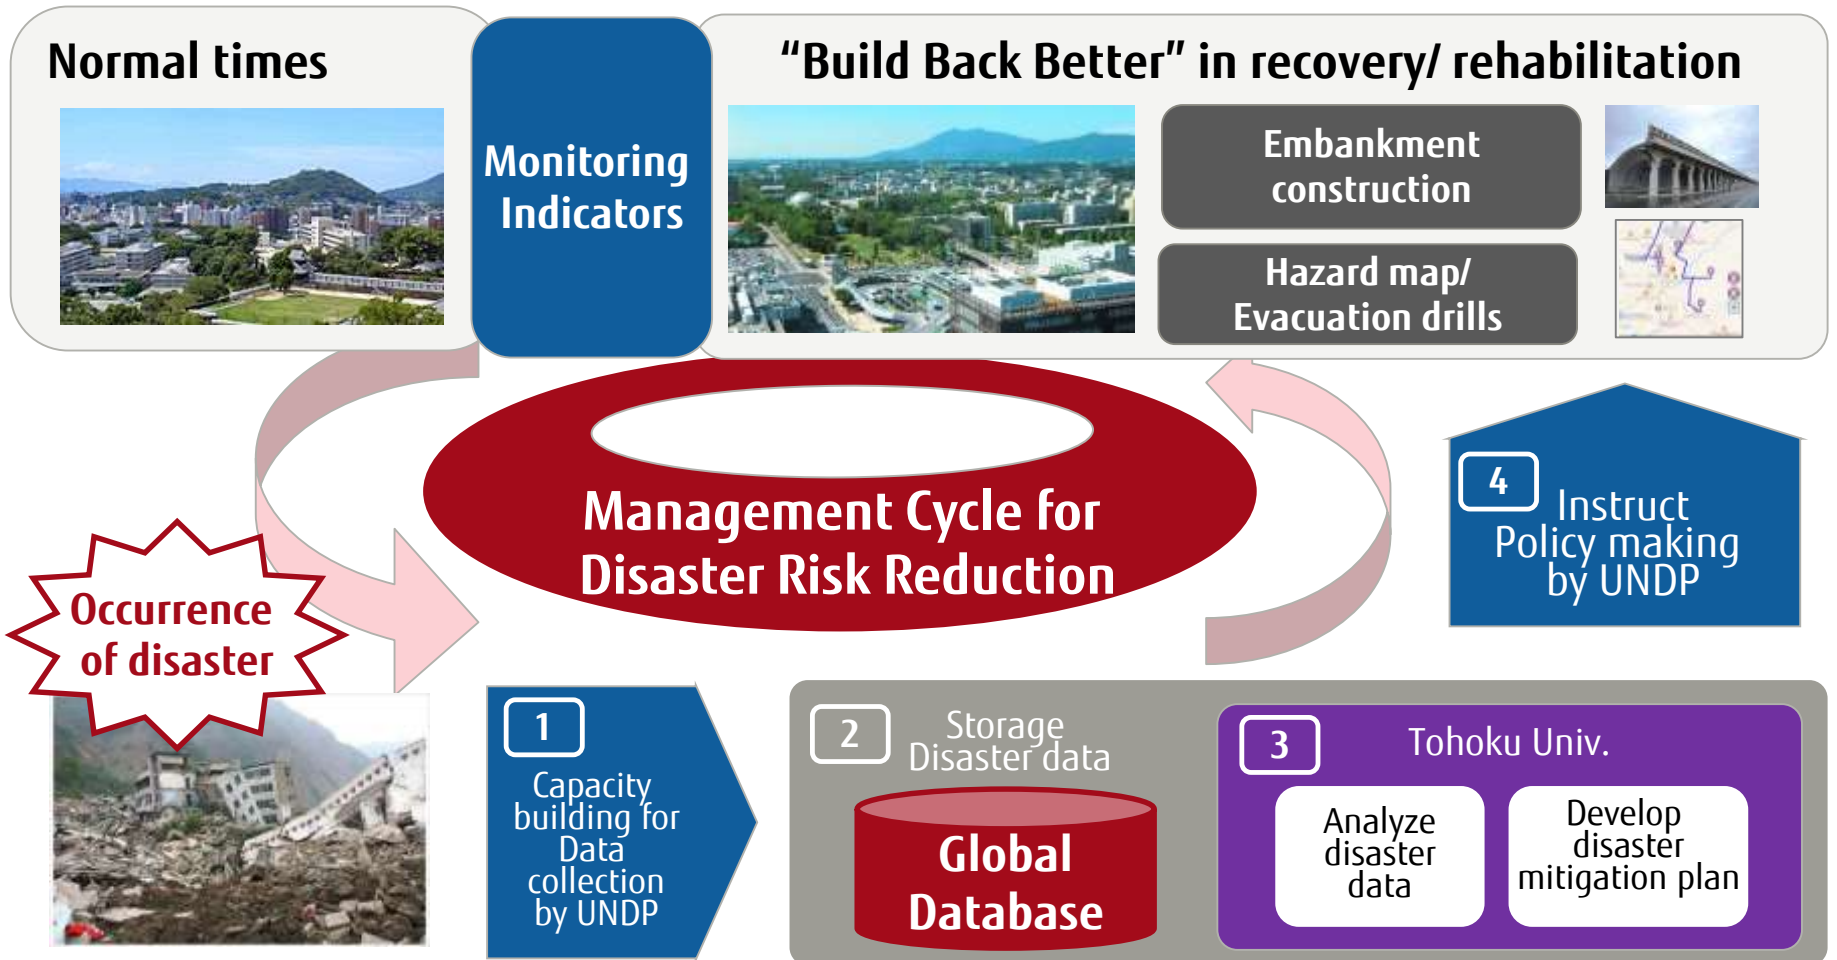 Normal times
Monitoring
Indicators
“Build Back Better” in recovery/ rehabilitation
Embankment
construction
Hazard map/
Evacuation drills
Management Cycle for
Disaster Risk Reduction
Occurrence
of disaster
1
Capacity
building for
Data
collection
by UNDP
2
Storage
Disaster data
Global
Database
3
Tohoku Univ.
Analyze
disaster
data
Develop
disaster
mitigation plan
4
Instruct
Policy making
by UNDP